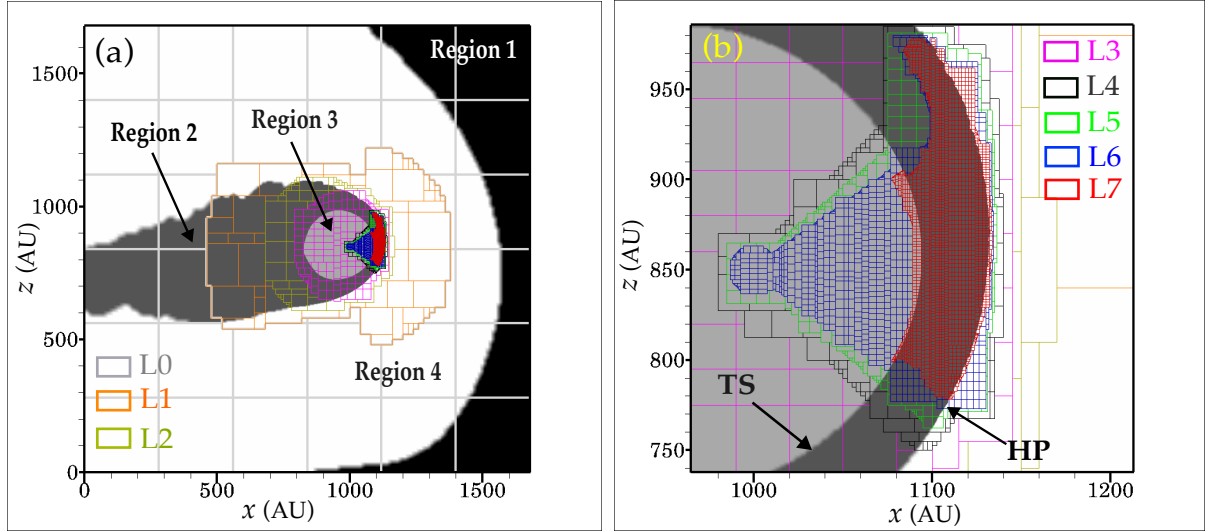 (a)
Region 1
Region 2
Region 3
Region 4
L0
L1
L2
1500
1000
500
0
z (AU)
0
500
1000
1500
x (AU)
(b)
L3
L4
L5
L6
L7
TS
HP
950
900
850
800
750
z (AU)
1000
1100
1200
x (AU)